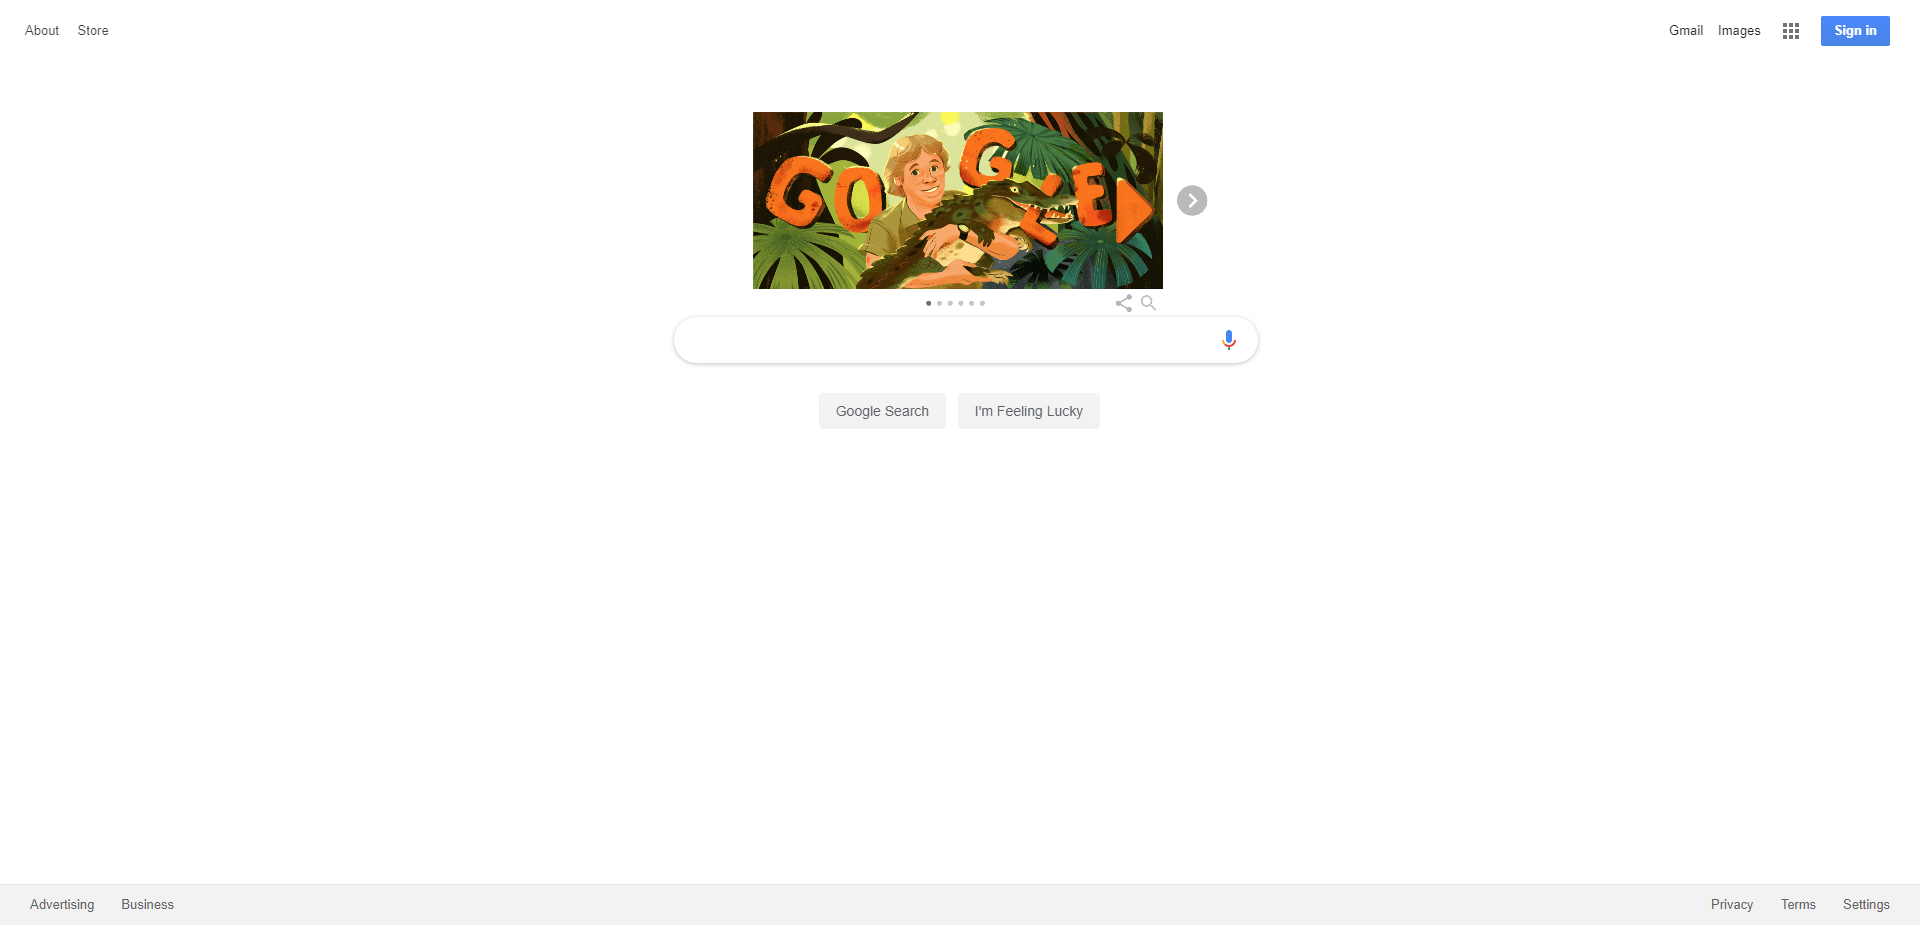 About Store
Gmail Images Sign in
GOOGLE
Google Search I'm Feeling Lucky
Advertising Business
Privacy Terms Settings